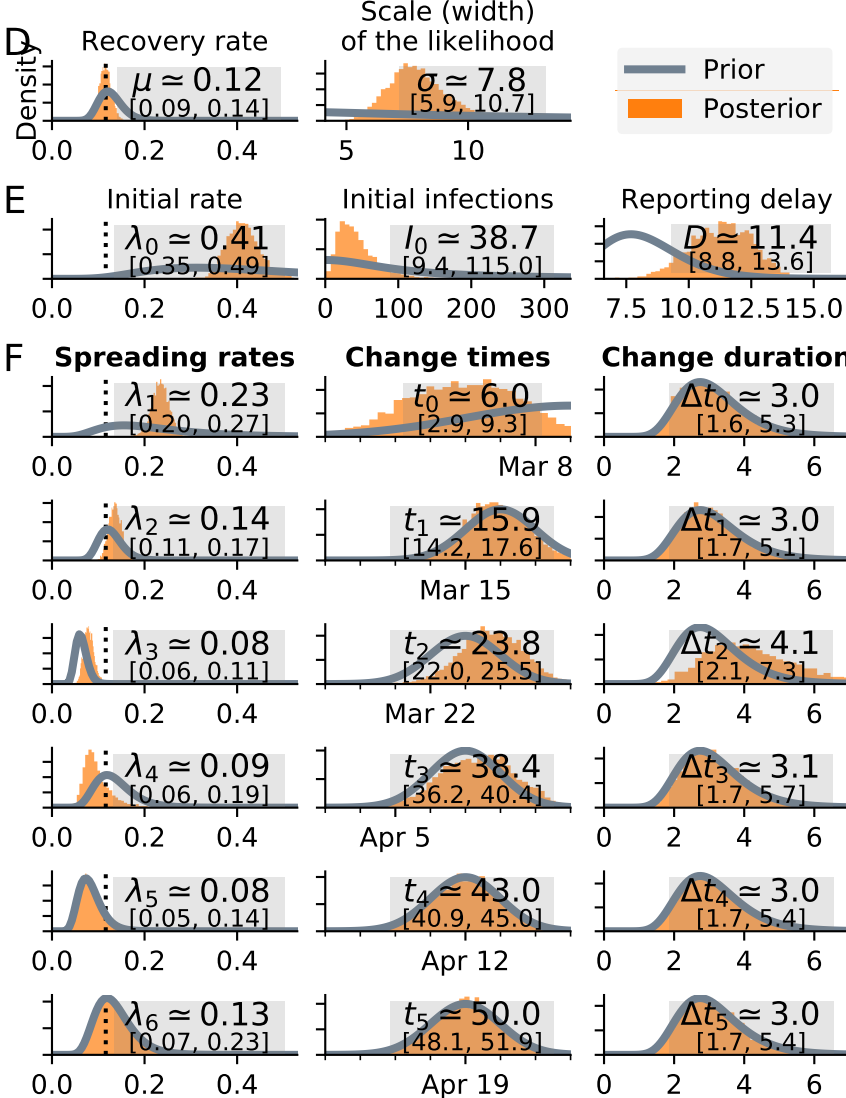 D
Density
Recovery rate
μ ≃ 0.12
[0.09, 0.14]
0.0 0.2 0.4
Scale (width)
of the likelihood
σ ≃ 7.8
[5.9, 10.7]
5 10
Prior
Posterior
E
Initial rate
λ0 ≃ 0.41
[0.35, 0.49]
0.0 0.2 0.4
Initial infections
I0 ≃ 38.7
[9.4, 115.0]
0 100 200 300
Reporting delay
D ≃ 11.4
[8.8, 13.6]
7.5 10.0 12.5 15.0
F
Spreading rates Change times Change duration
λ1 ≃ 0.23 t0 ≃ 6.0 Δt0 ≃ 3.0
[0.20, 0.27] [2.9, 9.3] [1.6, 5.3]
0.0 0.2 0.4 Mar 8 0 2 4 6
λ2 ≃ 0.14 t1 ≃ 15.9 Δt1 ≃ 3.0
[0.11, 0.17] [14.2, 17.6] [1.7, 5.1]
0.0 0.2 0.4 Mar 15 0 2 4 6
λ3 ≃ 0.08 t2 ≃ 23.8 Δt2 ≃ 4.1
[0.06, 0.11] [22.0, 25.5] [2.1, 7.3]
0.0 0.2 0.4 Mar 22 0 2 4 6
λ4 ≃ 0.09 t3 ≃ 38.4 Δt3 ≃ 3.1
[0.06, 0.19] [36.2, 40.4] [1.7, 5.7]
0.0 0.2 0.4 Apr 5 0 2 4 6
λ5 ≃ 0.08 t4 ≃ 43.0 Δt4 ≃ 3.0
[0.05, 0.14] [40.9, 45.0] [1.7, 5.4]
0.0 0.2 0.4 Apr 12 0 2 4 6
λ6 ≃ 0.13 t5 ≃ 50.0 Δt5 ≃ 3.0
[0.07, 0.23] [48.1, 51.9] [1.7, 5.4]
0.0 0.2 0.4 Apr 19 0 2 4 6